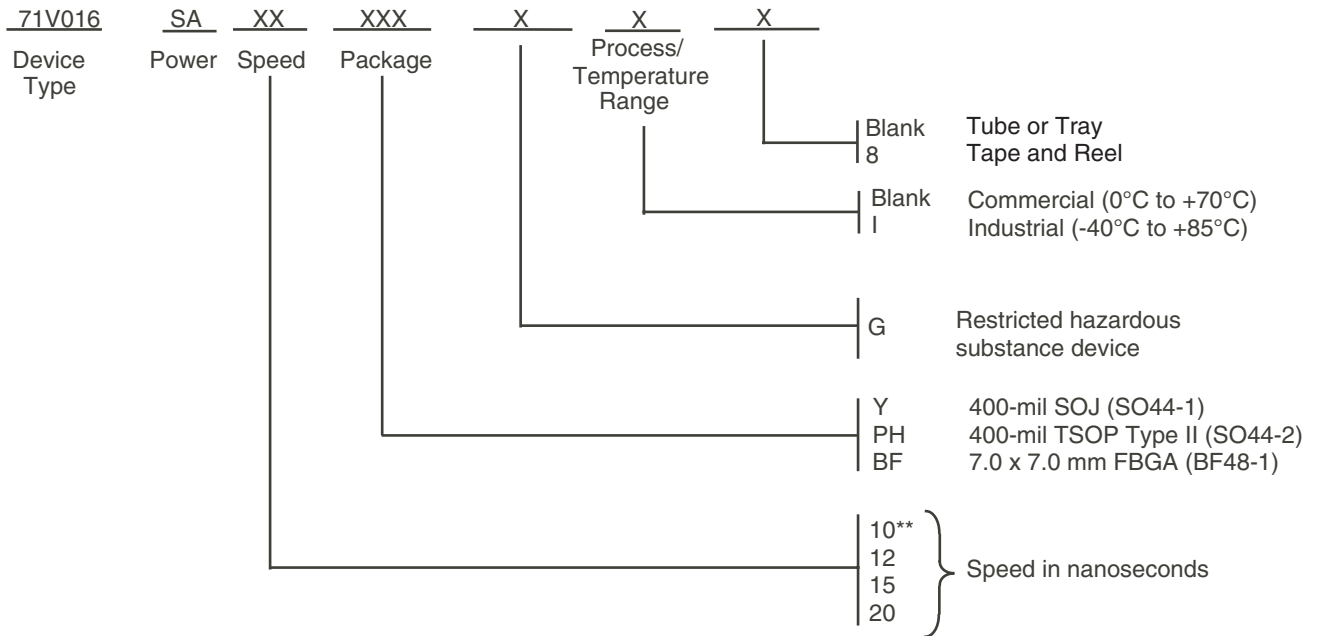 71V016 SA XX XXX X X X
Device Type
Power Speed Package
Process/
Temperature
Range
Blank Tube or Tray
8 Tape and Reel
Blank Commercial (0°C to +70°C)
I Industrial (-40°C to +85°C)
G Restricted hazardous
substance device
Y 400-mil SOJ (SO44-1)
PH 400-mil TSOP Type II (SO44-2)
BF 7.0 x 7.0 mm FBGA (BF48-1)
10**
12
15
20
Speed in nanoseconds